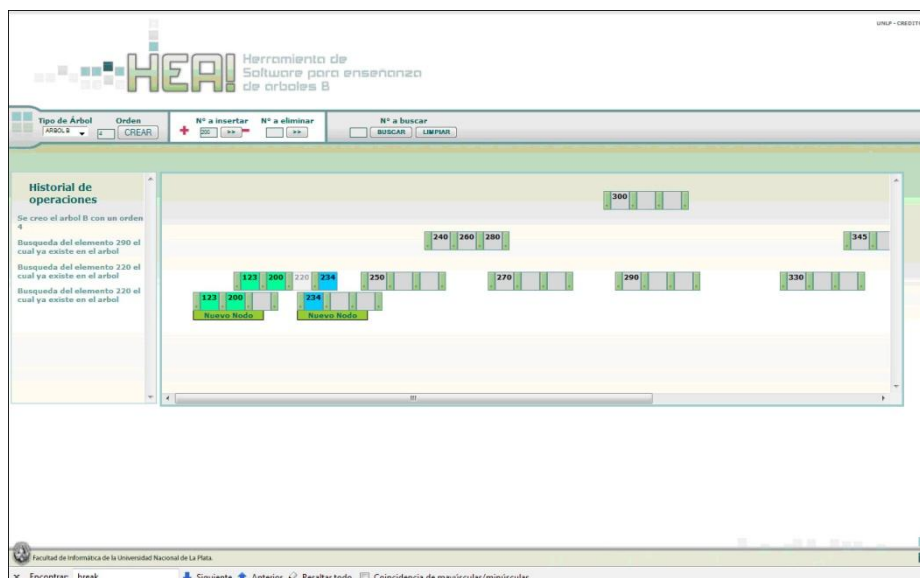 UNLP - CREDITO
HEA!
Herramienta de
Software para enseñanza
de arboles B
Tipo de Árbol Orden
ARBOL B 4 CREAR
Nº a insertar Nº a eliminar
200 >> >>
Nº a buscar
BUSCAR LIMPIAR
Historial de
operaciones
Se creo el arbol B con un orden
4
Busqueda del elemento 290 el
cual ya existe en el arbol
Busqueda del elemento 220 el
cual ya existe en el arbol
Busqueda del elemento 220 el
cual ya existe en el arbol
300
240 260 280 345
123 200 220 234 250 270 290 330
123 200 234
Nuevo Nodo Nuevo Nodo
Facultad de Informática de la Universidad Nacional de La Plata.
× Encontrar: break Siguiente Anterior Resaltar todo Coincidencia de mayúsculas/minúsculas